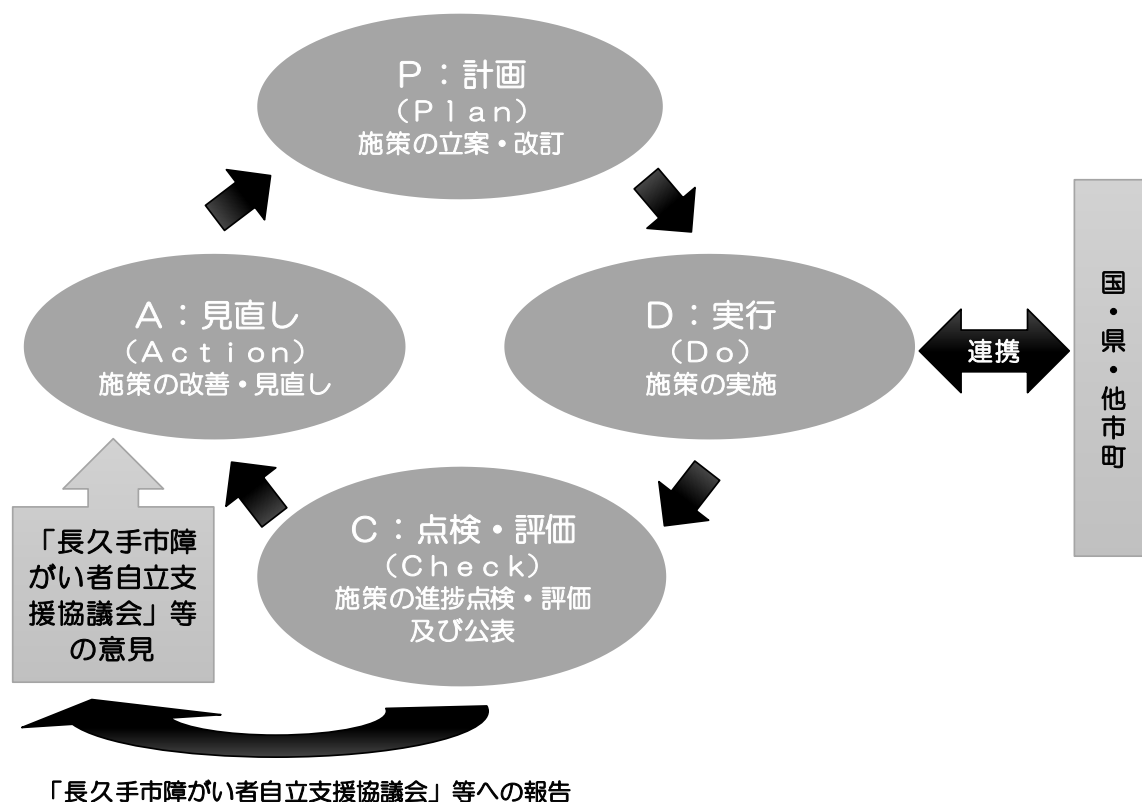 P：計画
（Plan）
施策の立案・改訂
A：見直し
（Action）
施策の改善・見直し
D：実行
（Do）
施策の実施
連携
国・県・他市町
C：点検・評価
（Check）
施策の進捗点検・評価
及び公表
「長久手市障
がい者自立支
援協議会」等
の意見
「長久手市障がい者自立支援協議会」等への報告